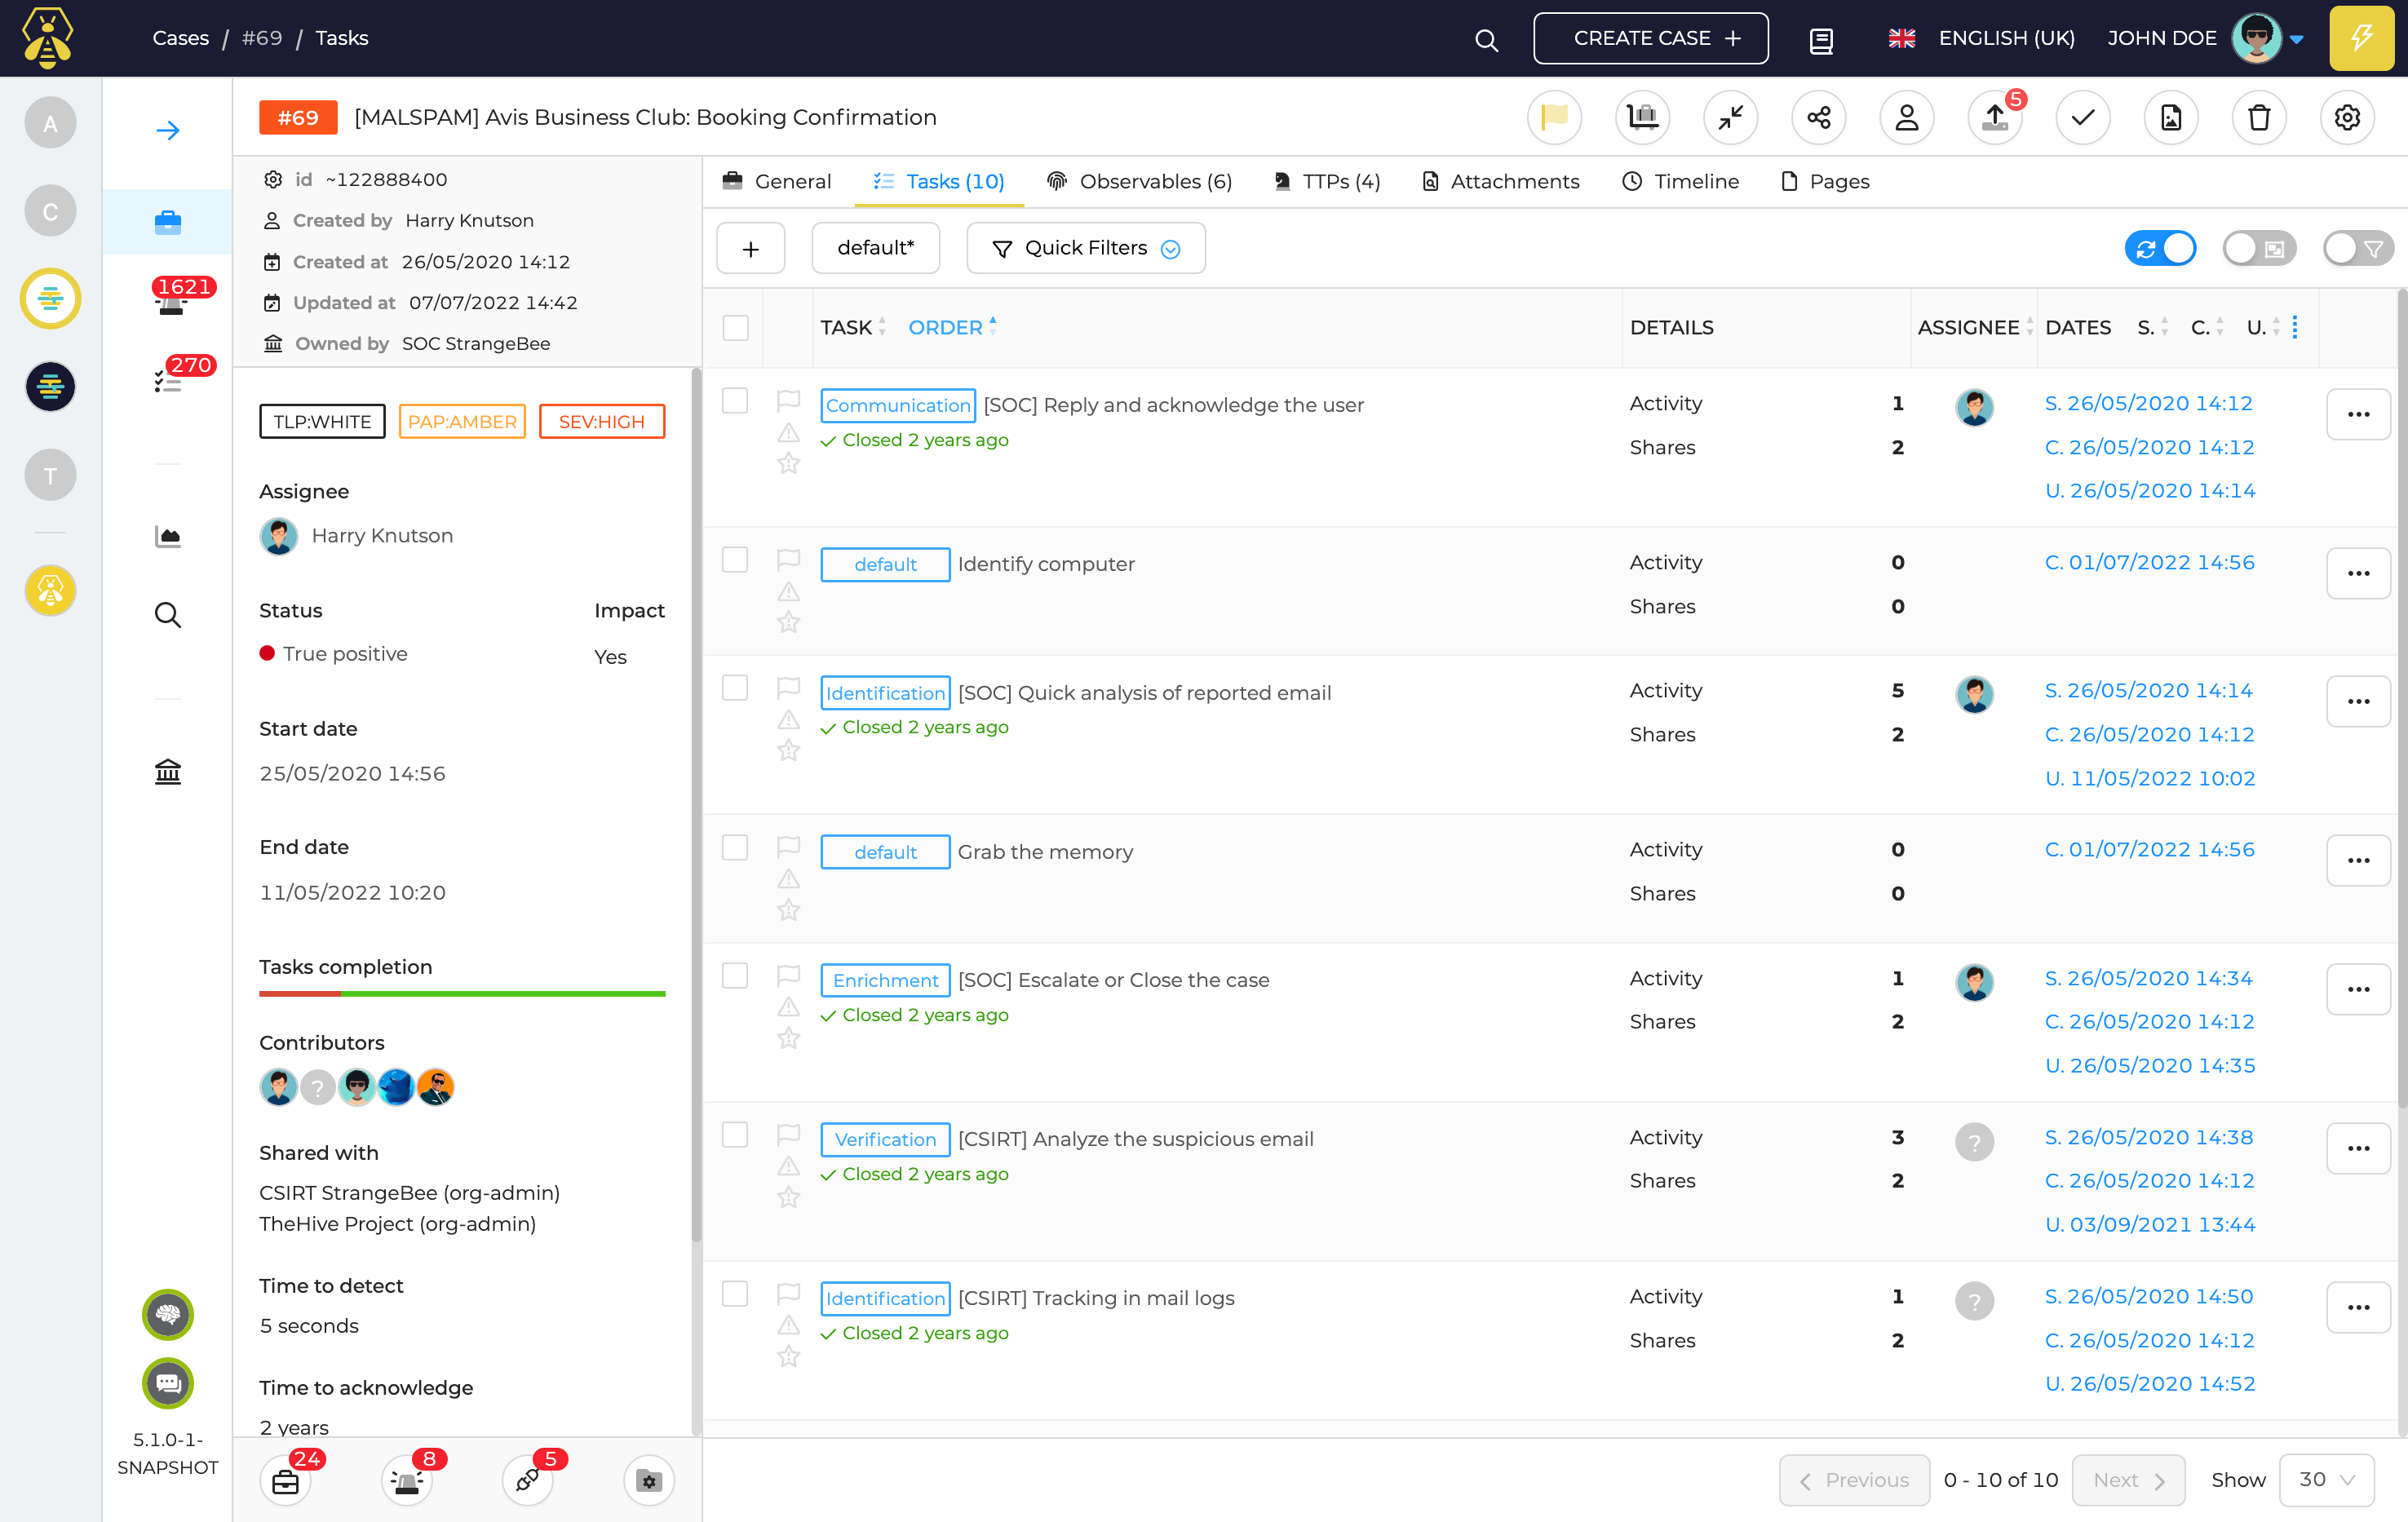 Cases / #69 / Tasks
CREATE CASE +
ENGLISH (UK)
JOHN DOE
A
C
T
1621
270
5.1.0-1-
SNAPSHOT
#69 [MALSPAM] Avis Business Club: Booking Confirmation
5
id ~122888400
Created by Harry Knutson
Created at 26/05/2020 14:12
Updated at 07/07/2022 14:42
Owned by SOC StrangeBee
TLP:WHITE PAP:AMBER SEV:HIGH
Assignee
Harry Knutson
Status Impact
True positive Yes
Start date
25/05/2020 14:56
End date
11/05/2022 10:20
Tasks completion
Contributors
?
Shared with
CSIRT StrangeBee (org-admin)
TheHive Project (org-admin)
Time to detect
5 seconds
Time to acknowledge
2 years
24 8 5
General Tasks (10) Observables (6) TTPs (4) Attachments Timeline Pages
+ default* Quick Filters
TASK ORDER DETAILS ASSIGNEE DATES S. C. U.
Communication [SOC] Reply and acknowledge the user
Closed 2 years ago
Activity 1
Shares 2
S. 26/05/2020 14:12
C. 26/05/2020 14:12
U. 26/05/2020 14:14
default Identify computer
Activity 0
Shares 0
C. 01/07/2022 14:56
Identification [SOC] Quick analysis of reported email
Closed 2 years ago
Activity 5
Shares 2
S. 26/05/2020 14:14
C. 26/05/2020 14:12
U. 11/05/2022 10:02
default Grab the memory
Activity 0
Shares 0
C. 01/07/2022 14:56
Enrichment [SOC] Escalate or Close the case
Closed 2 years ago
Activity 1
Shares 2
S. 26/05/2020 14:34
C. 26/05/2020 14:12
U. 26/05/2020 14:35
Verification [CSIRT] Analyze the suspicious email
Closed 2 years ago
Activity 3
Shares 2
?
S. 26/05/2020 14:38
C. 26/05/2020 14:12
U. 03/09/2021 13:44
Identification [CSIRT] Tracking in mail logs
Closed 2 years ago
Activity 1
Shares 2
?
S. 26/05/2020 14:50
C. 26/05/2020 14:12
U. 26/05/2020 14:52
Previous 0 - 10 of 10 Next Show 30